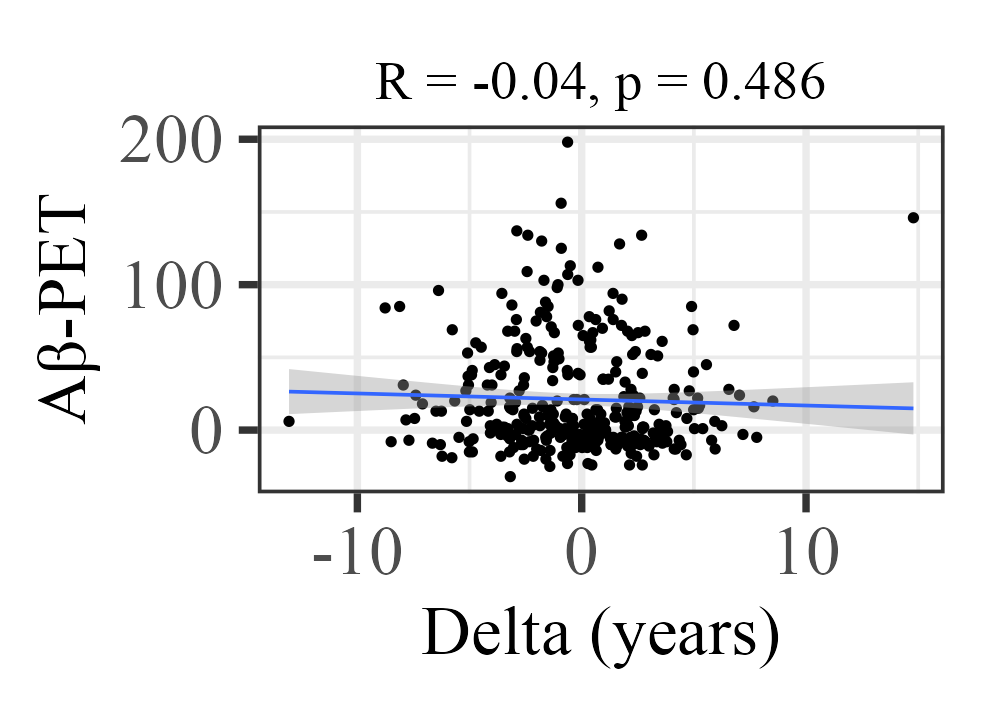 R = -0.04, p = 0.486
200
100
0
Aβ-PET
-10 0 10
Delta (years)